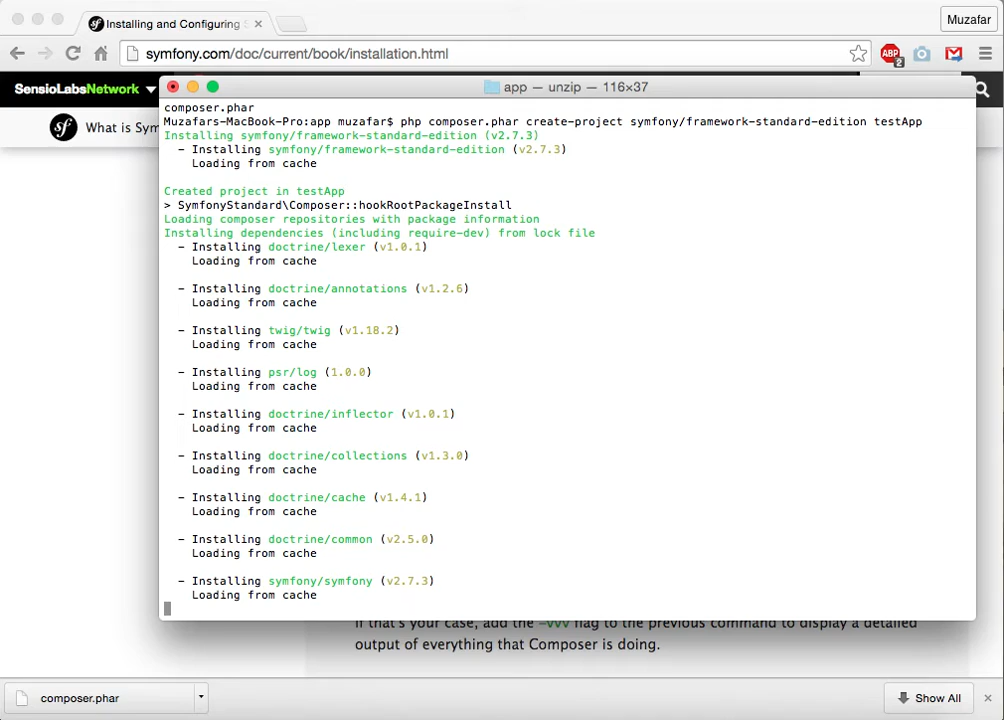 Installing and Configuring S
Muzafar
symfony.com/doc/current/book/installation.html
ABP
2
SensioLabsNetwork
app — unzip — 116×37
sf
What is Sym
composer.phar
Muzafars-MacBook-Pro:app muzafar$ php composer.phar create-project symfony/framework-standard-edition testApp
Installing symfony/framework-standard-edition (v2.7.3)
- Installing symfony/framework-standard-edition (v2.7.3)
Loading from cache
Created project in testApp
> SymfonyStandard\Composer::hookRootPackageInstall
Loading composer repositories with package information
Installing dependencies (including require-dev) from lock file
- Installing doctrine/lexer (v1.0.1)
Loading from cache
- Installing doctrine/annotations (v1.2.6)
Loading from cache
- Installing twig/twig (v1.18.2)
Loading from cache
- Installing psr/log (1.0.0)
Loading from cache
- Installing doctrine/inflector (v1.0.1)
Loading from cache
- Installing doctrine/collections (v1.3.0)
Loading from cache
- Installing doctrine/cache (v1.4.1)
Loading from cache
- Installing doctrine/common (v2.5.0)
Loading from cache
- Installing symfony/symfony (v2.7.3)
Loading from cache
If that's your case, add the -vvv flag to the previous command to display a detailed
output of everything that Composer is doing.
composer.phar
Show All